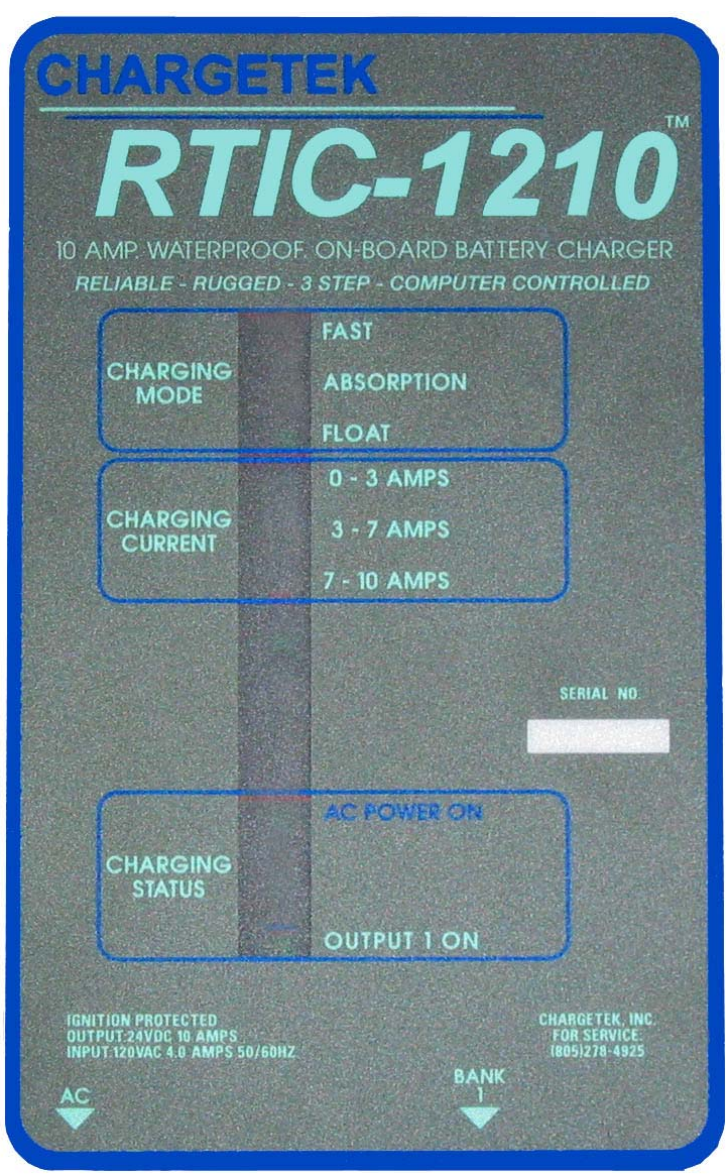 CHARGETEK
RTIC-1210™
10 AMP. WATERPROOF. ON-BOARD BATTERY CHARGER
RELIABLE - RUGGED - 3 STEP - COMPUTER CONTROLLED
CHARGING
MODE
FAST
ABSORPTION
FLOAT
CHARGING
CURRENT
0 - 3 AMPS
3 - 7 AMPS
7 - 10 AMPS
SERIAL NO.
CHARGING
STATUS
AC POWER ON
OUTPUT 1 ON
IGNITION PROTECTED
OUTPUT:24VDC 10 AMPS
INPUT:120VAC 4.0 AMPS 50/60HZ
CHARGETEK, INC.
FOR SERVICE:
(805)278-4925
AC
BANK
1